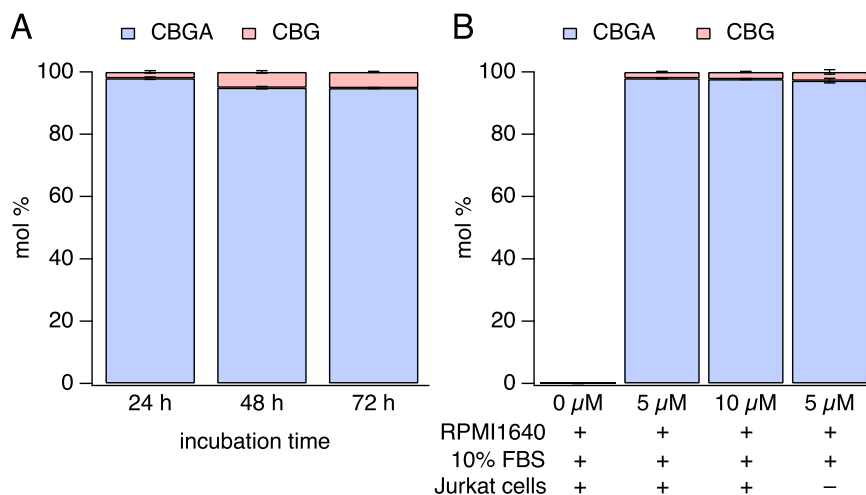 A
CBGA CBG
100
80
60
40
20
0
mol %
24 h 48 h 72 h
incubation time
B
CBGA CBG
100
80
60
40
20
0
mol %
0 µM 5 µM 10 µM 5 µM
RPMI1640 + + + +
10% FBS + + + +
Jurkat cells + + + −